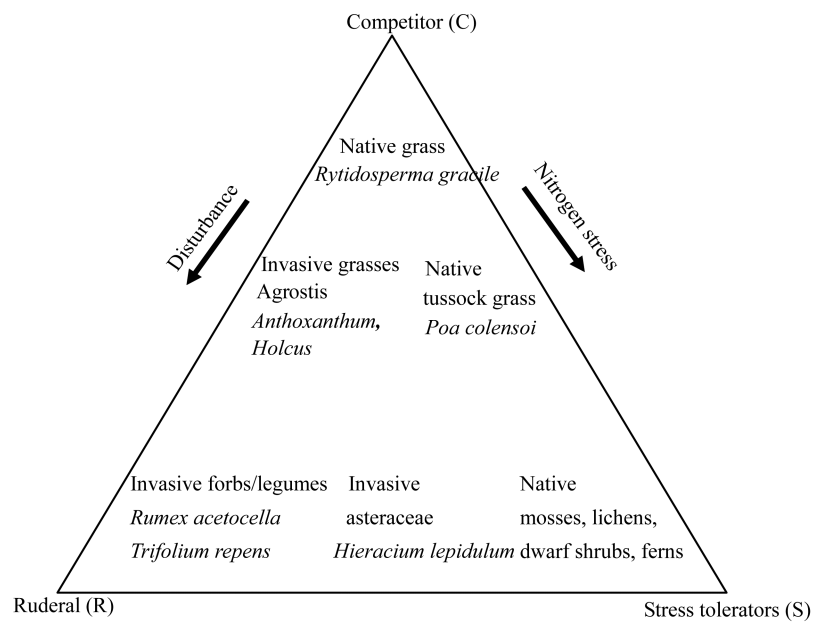 Competitor (C)
Native grass
Rytidosperma gracile
Disturbance
Nitrogen stress
Invasive grasses
Agrostis
Anthoxanthum,
Holcus
Native
tussock grass
Poa colensoi
Invasive forbs/legumes
Rumex acetocella
Trifolium repens
Invasive
asteraceae
Hieracium lepidulum
Native
mosses, lichens,
dwarf shrubs, ferns
Ruderal (R)
Stress tolerators (S)